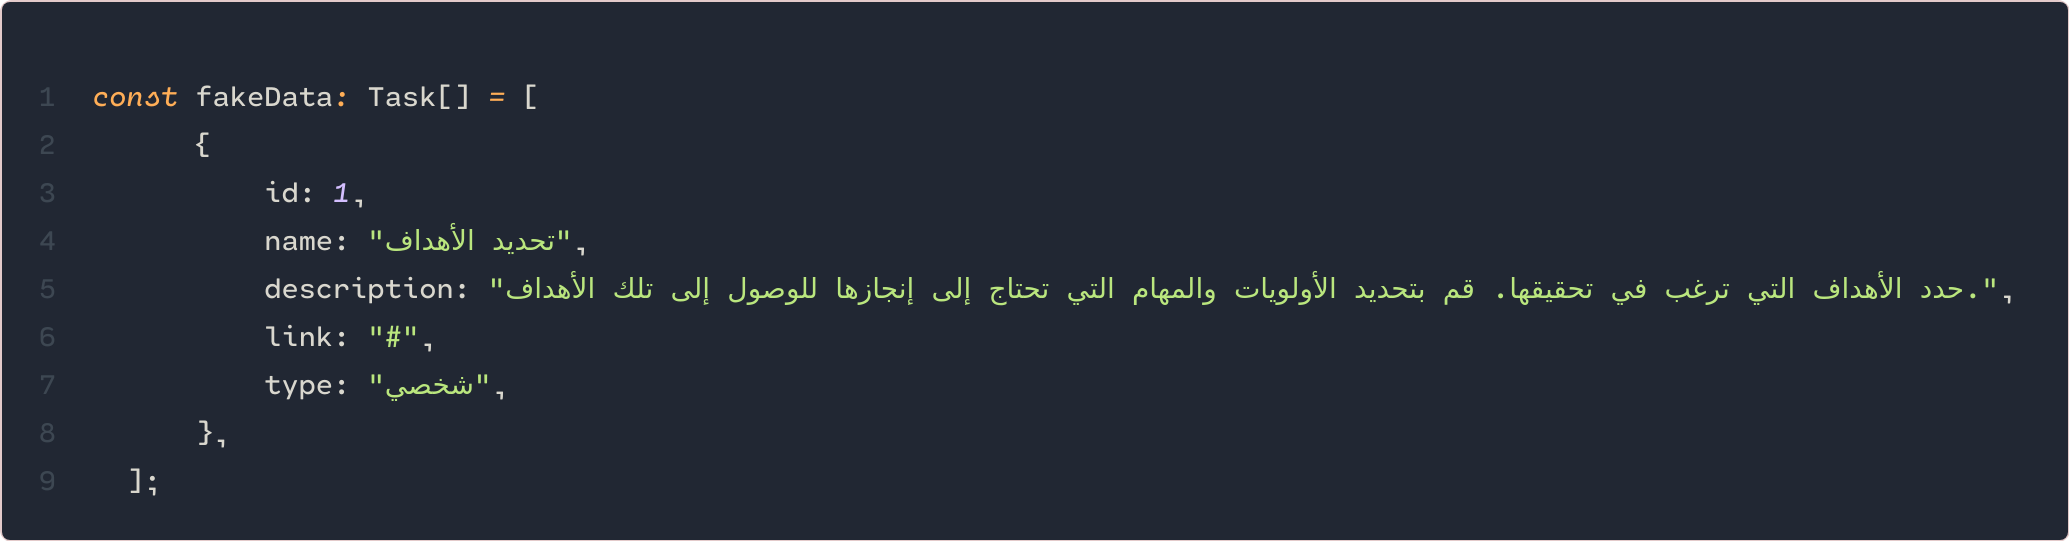 1 const fakeData: Task[] = [
2 {
3 id: 1,
4 name: "تحديد الأهداف",
5 description: "حدد الأهداف التي ترغب في تحقيقها. قم بتحديد الأولويات والمهام التي تحتاج إلى إنجازها للوصول إلى تلك الأهداف.",
6 link: "#",
7 type: "شخصي",
8 },
9 ];